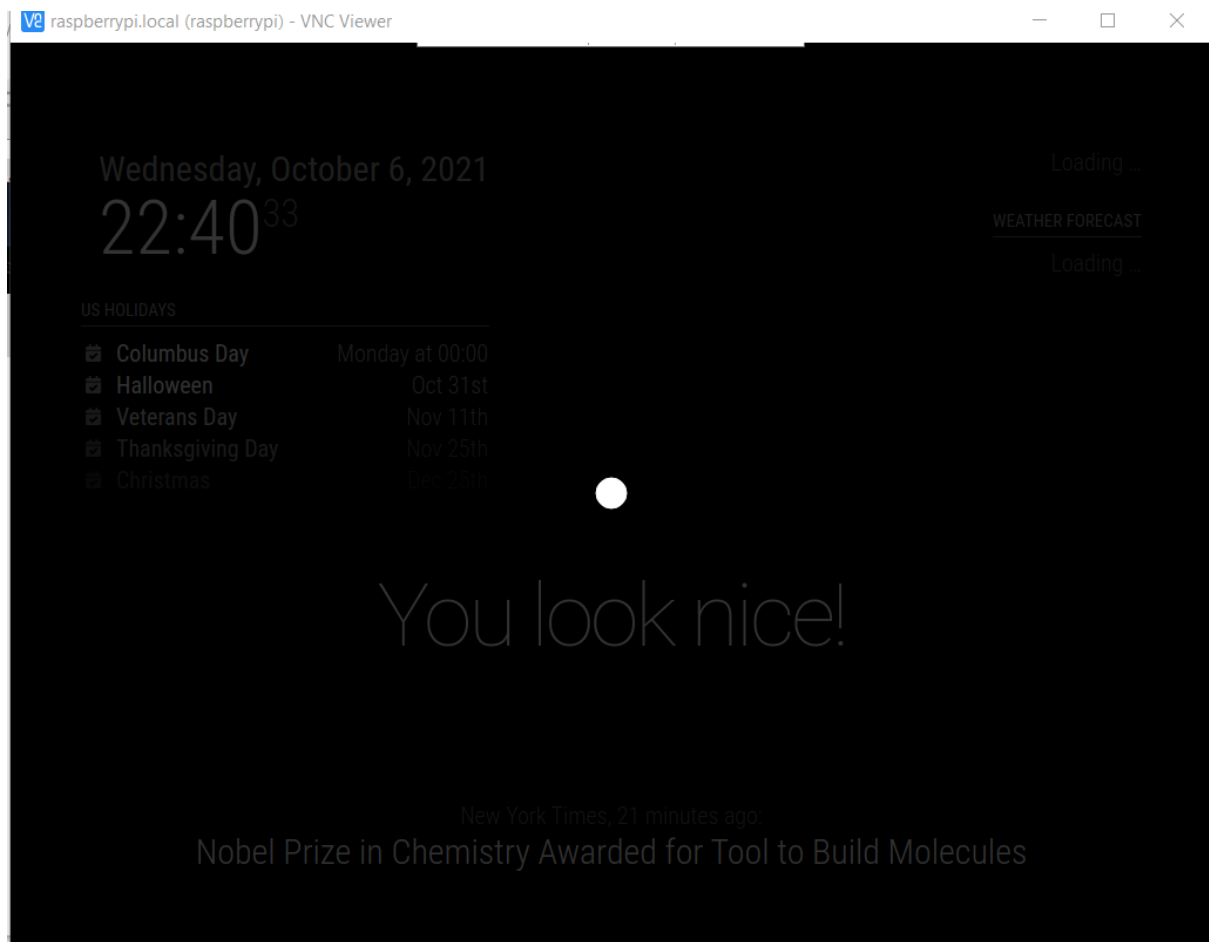 raspberrypi.local (raspberrypi) - VNC Viewer
Wednesday, October 6, 2021
22:40 33
US HOLIDAYS
Columbus Day Monday at 00:00
Halloween Oct 31st
Veterans Day Nov 11th
Thanksgiving Day Nov 25th
Christmas Dec 25th
Loading ...
WEATHER FORECAST
Loading ...
You look nice!
New York Times, 21 minutes ago:
Nobel Prize in Chemistry Awarded for Tool to Build Molecules